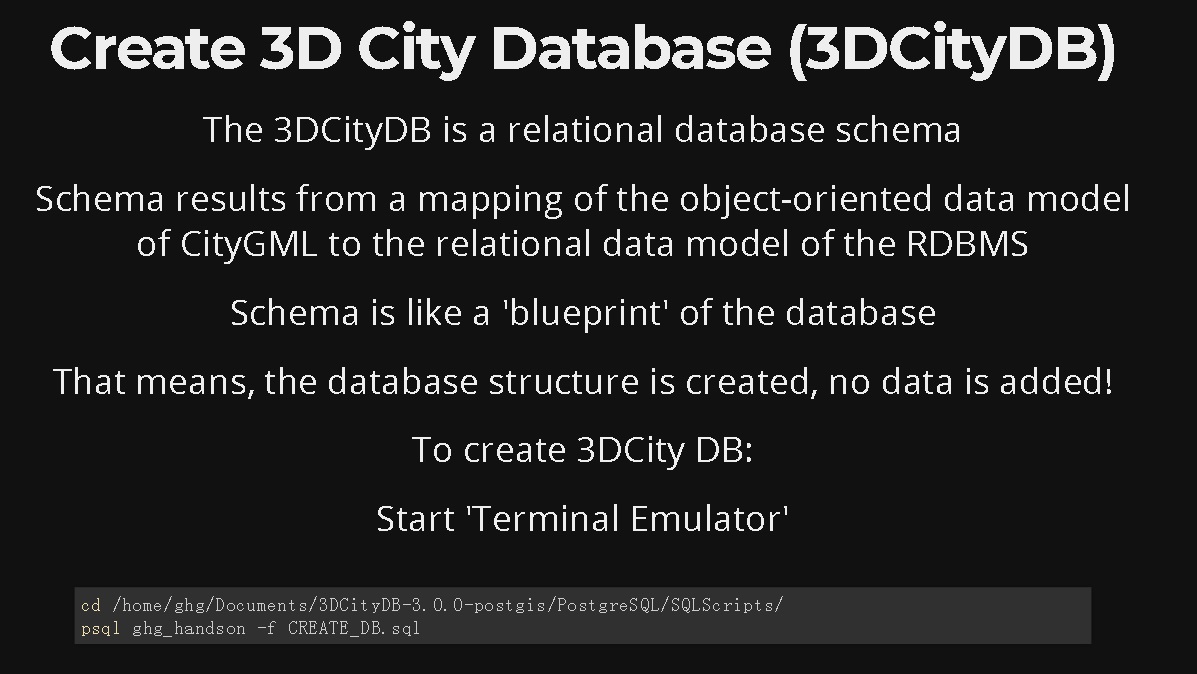 Create 3D City Database (3DCityDB)
The 3DCityDB is a relational database schema
Schema results from a mapping of the object-oriented data model
of CityGML to the relational data model of the RDBMS
Schema is like a 'blueprint' of the database
That means, the database structure is created, no data is added!
To create 3DCity DB:
Start 'Terminal Emulator'
cd /home/ghg/Documents/3DCityDB-3.0.0-postgis/PostgreSQL/SQLScripts/
psql ghg_handson -f CREATE_DB.sql